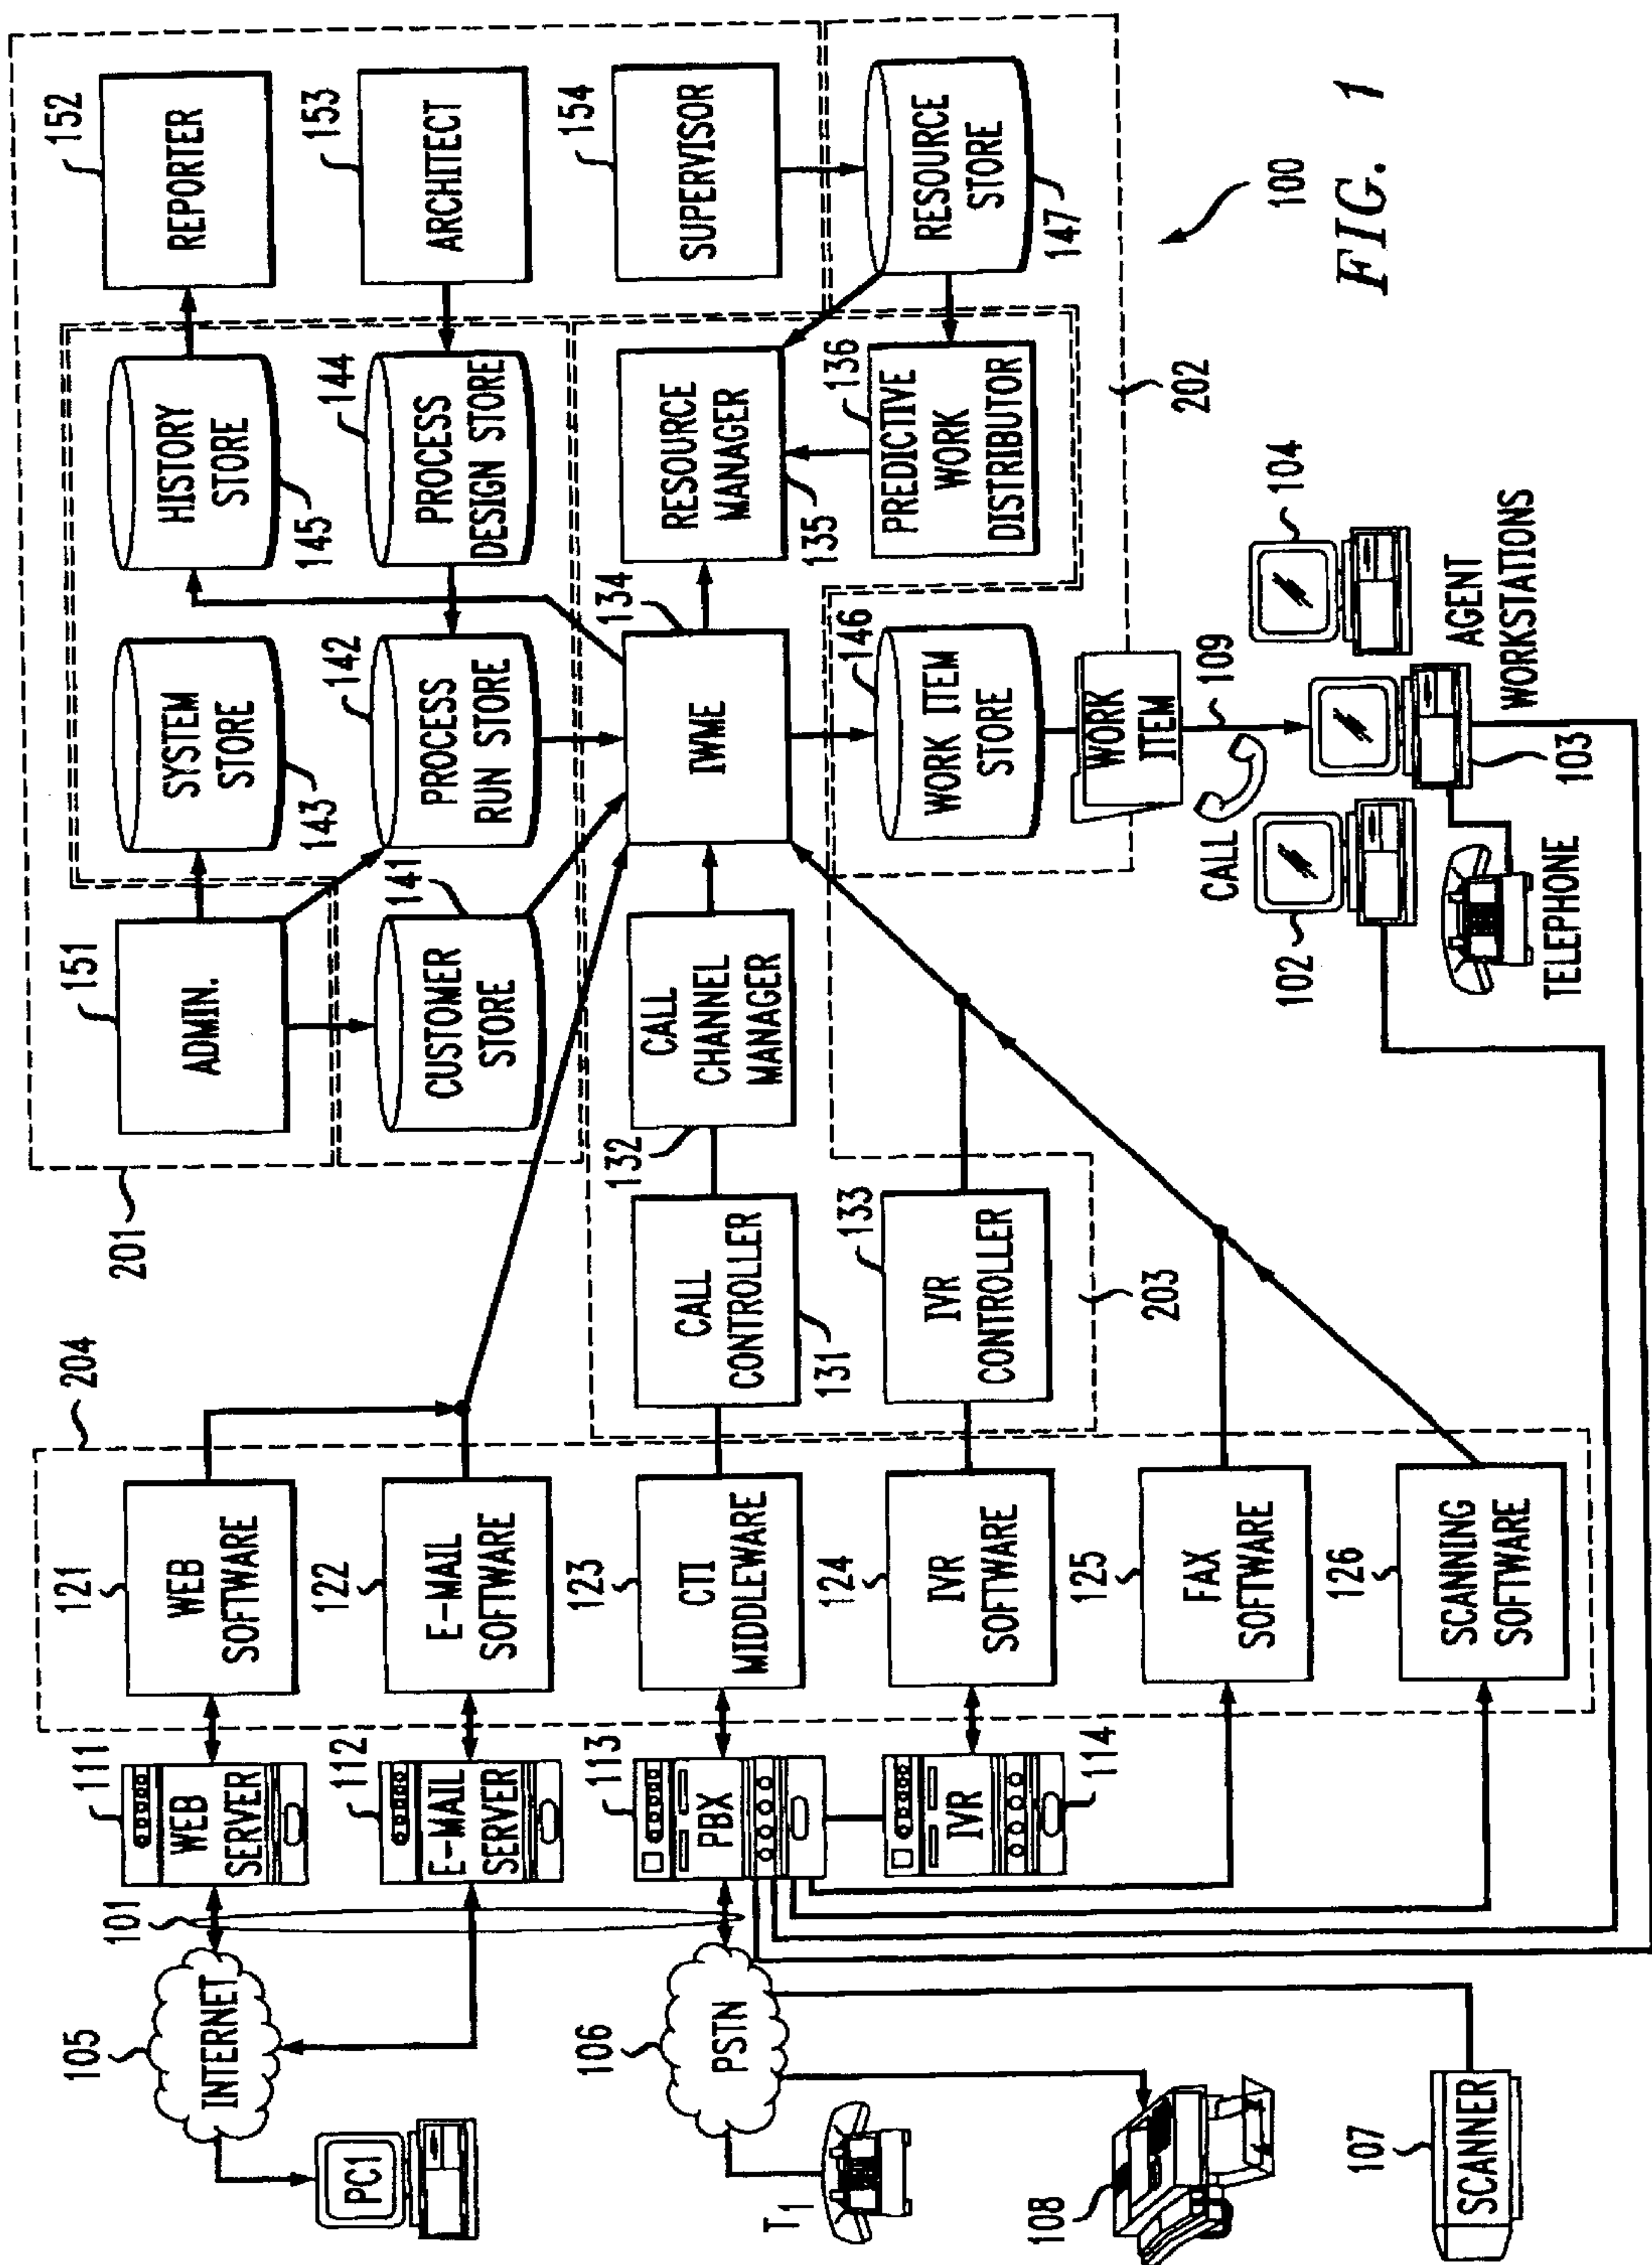 105
INTERNET
PC1
101
106
PSTN
T1
108
107
SCANNER
111
WEB
SERVER
112
E-MAIL
SERVER
113
PBX
IVR
114
204
121
WEB
SOFTWARE
122
E-MAIL
SOFTWARE
123
CTI
MIDDLEWARE
124
IVR
SOFTWARE
125
FAX
SOFTWARE
126
SCANNING
SOFTWARE
201
131
CALL
CONTROLLER
133
IVR
CONTROLLER
203
132
CALL
CHANNEL
MANAGER
151
ADMIN.
141
CUSTOMER
STORE
143
SYSTEM
STORE
142
PROCESS
RUN STORE
134
IWME
146
WORK ITEM
STORE
WORK
ITEM
109
CALL
102
103
104
TELEPHONE
AGENT
WORKSTATIONS
145
HISTORY
STORE
144
PROCESS
DESIGN STORE
135
RESOURCE
MANAGER
136
PREDICTIVE
WORK
DISTRIBUTOR
202
152
REPORTER
153
ARCHITECT
154
SUPERVISOR
RESOURCE
STORE
147
100
FIG. 1